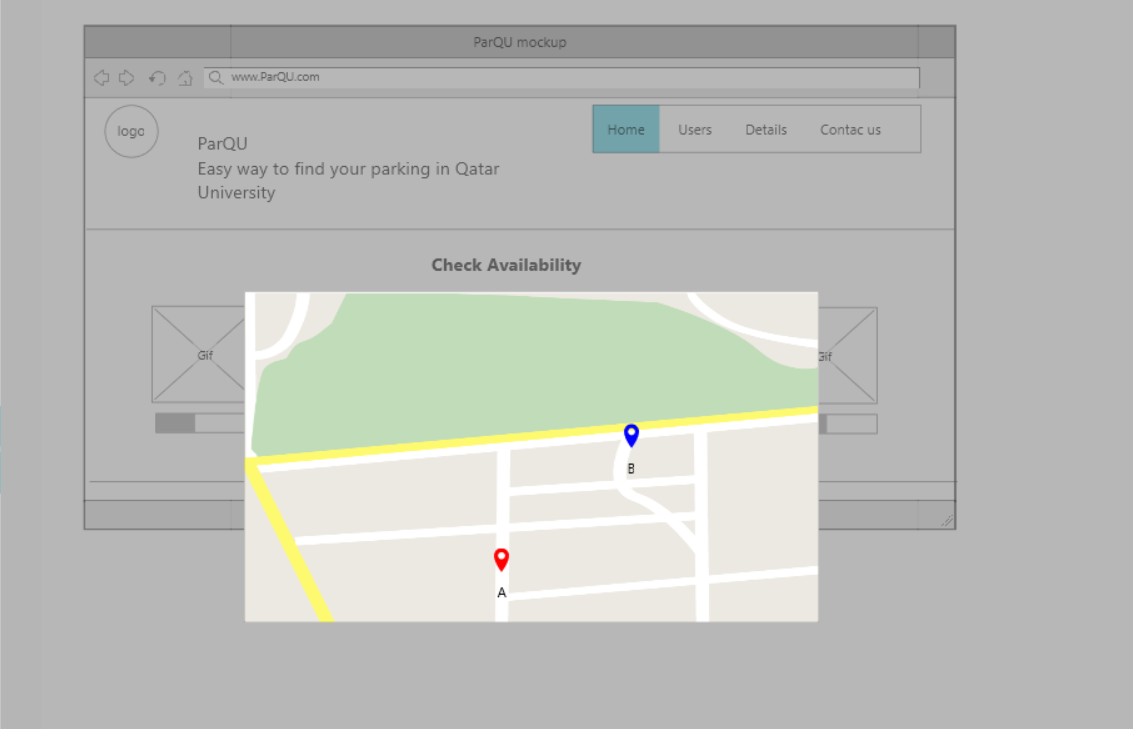 ParQU mockup
www.ParQU.com
logo
Home Users Details Contac us
ParQU
Easy way to find your parking in Qatar
University
Check Availability
Gif
Gif
B
A